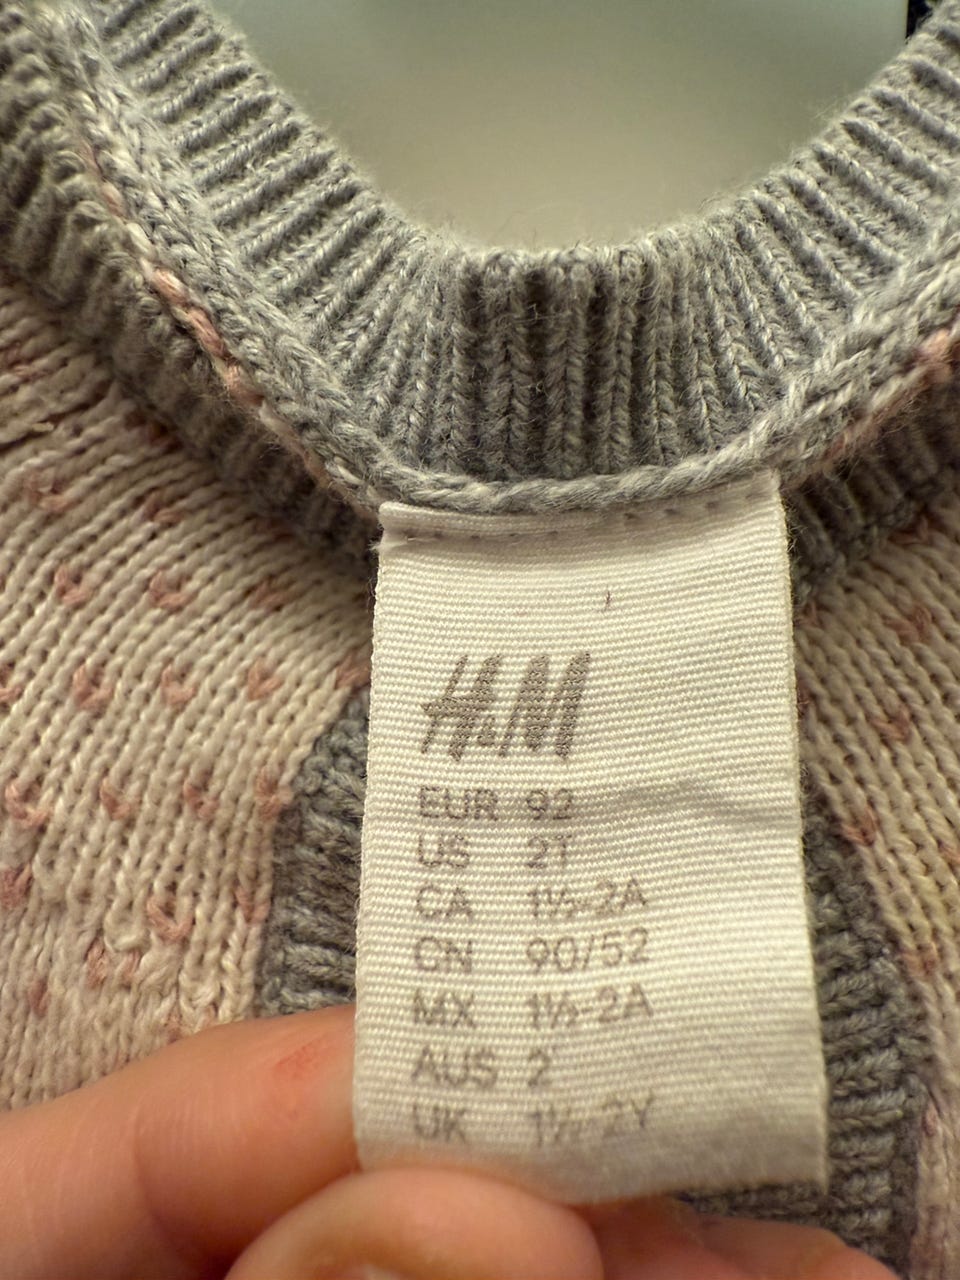 H&M
EUR 92
US 2T
CA 1½-2A
CN 90/52
MX 1½-2A
AUS 2
UK 1½-2Y